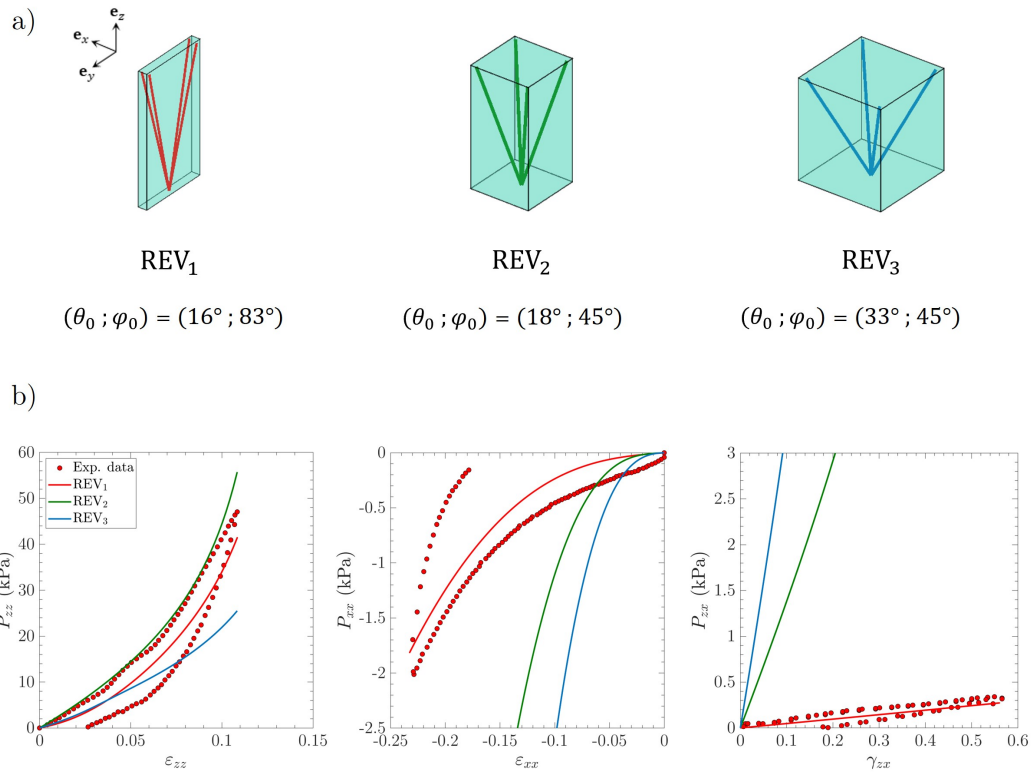 a)
e_z
e_x
e_y
REV₁ REV₂ REV₃
(θ₀ ; φ₀) = (16° ; 83°) (θ₀ ; φ₀) = (18° ; 45°) (θ₀ ; φ₀) = (33° ; 45°)
b)
60
50
40
30
20
10
0
P_zz (kPa)
Exp. data
REV₁
REV₂
REV₃
0 0.05 0.1 0.15
ε_zz
0
-0.5
-1
-1.5
-2
-2.5
P_xx (kPa)
-0.25 -0.2 -0.15 -0.1 -0.05 0
ε_xx
3
2.5
2
1.5
1
0.5
0
P_zx (kPa)
0 0.1 0.2 0.3 0.4 0.5 0.6
γ_zx